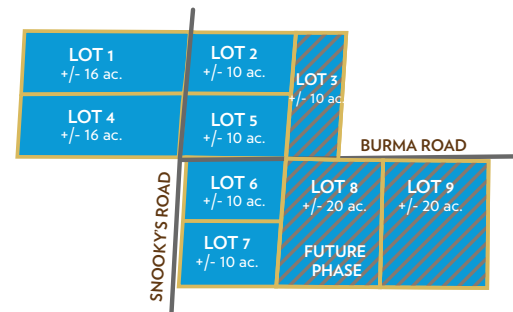 LOT 1
+/- 16 ac.
LOT 2
+/- 10 ac.
LOT 3
+/- 10 ac.
LOT 4
+/- 16 ac.
LOT 5
+/- 10 ac.
BURMA ROAD
SNOOKY'S ROAD
LOT 6
+/- 10 ac.
LOT 7
+/- 10 ac.
LOT 8
+/- 20 ac.
LOT 9
+/- 20 ac.
FUTURE
PHASE